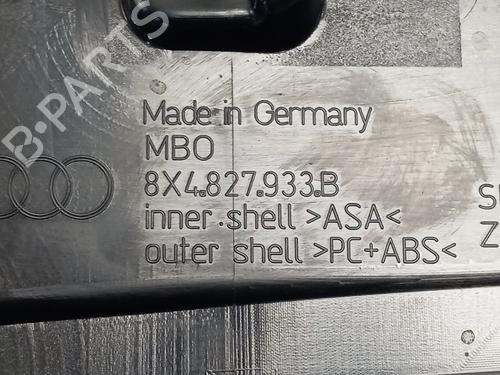 B-PARTS
Made in Germany
MBO
8X4.827.933.B
inner shell >ASA<
outer shell >PC+ABS<
Z